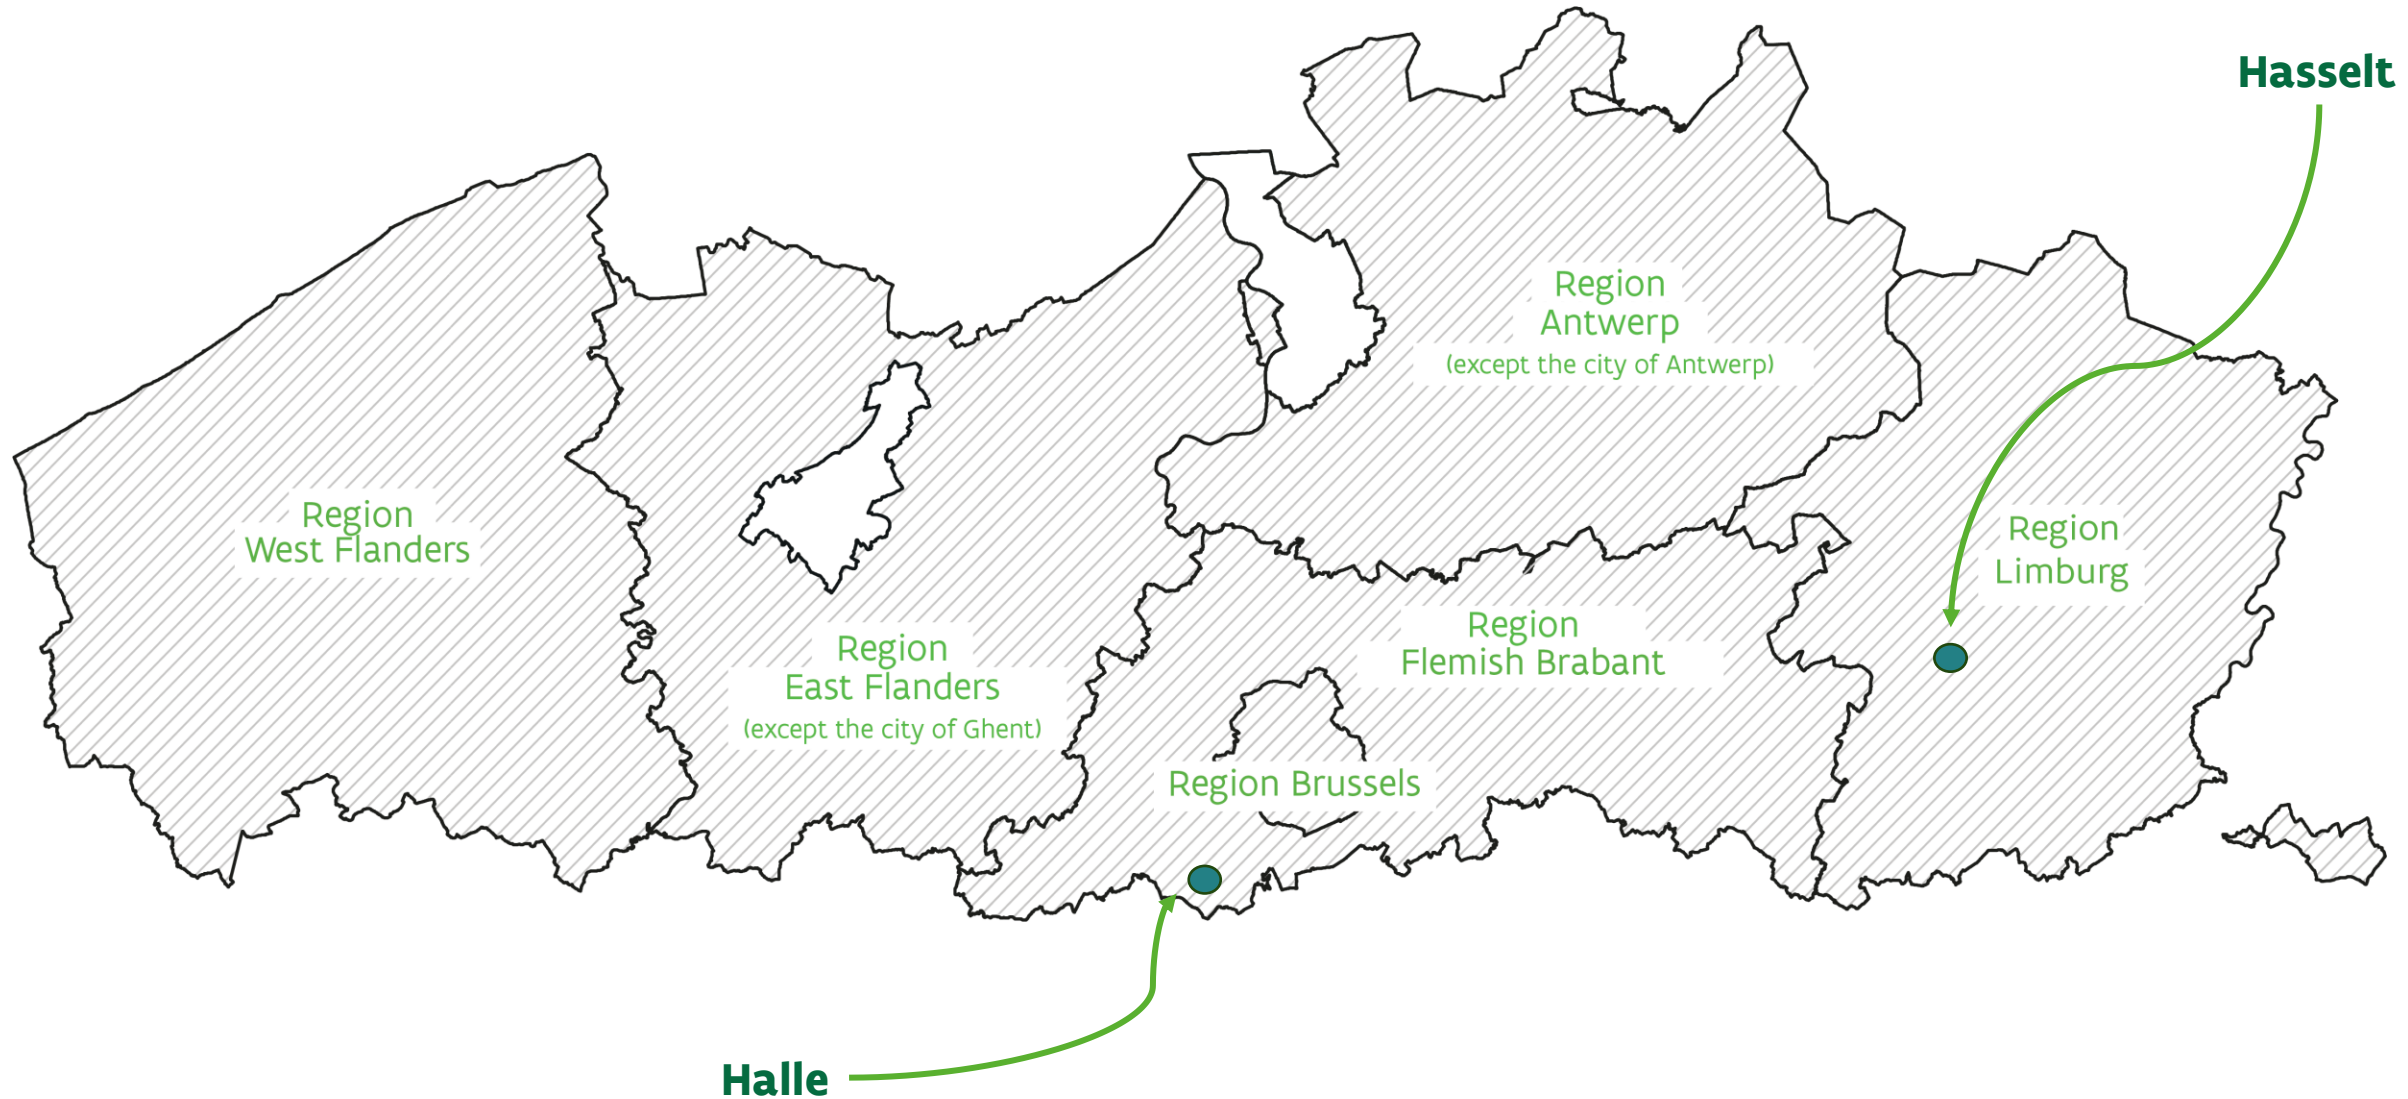 Hasselt
Region
Antwerp
(except the city of Antwerp)
Region
West Flanders
Region
Limburg
Region
Flemish Brabant
Region
East Flanders
(except the city of Ghent)
Region Brussels
Halle